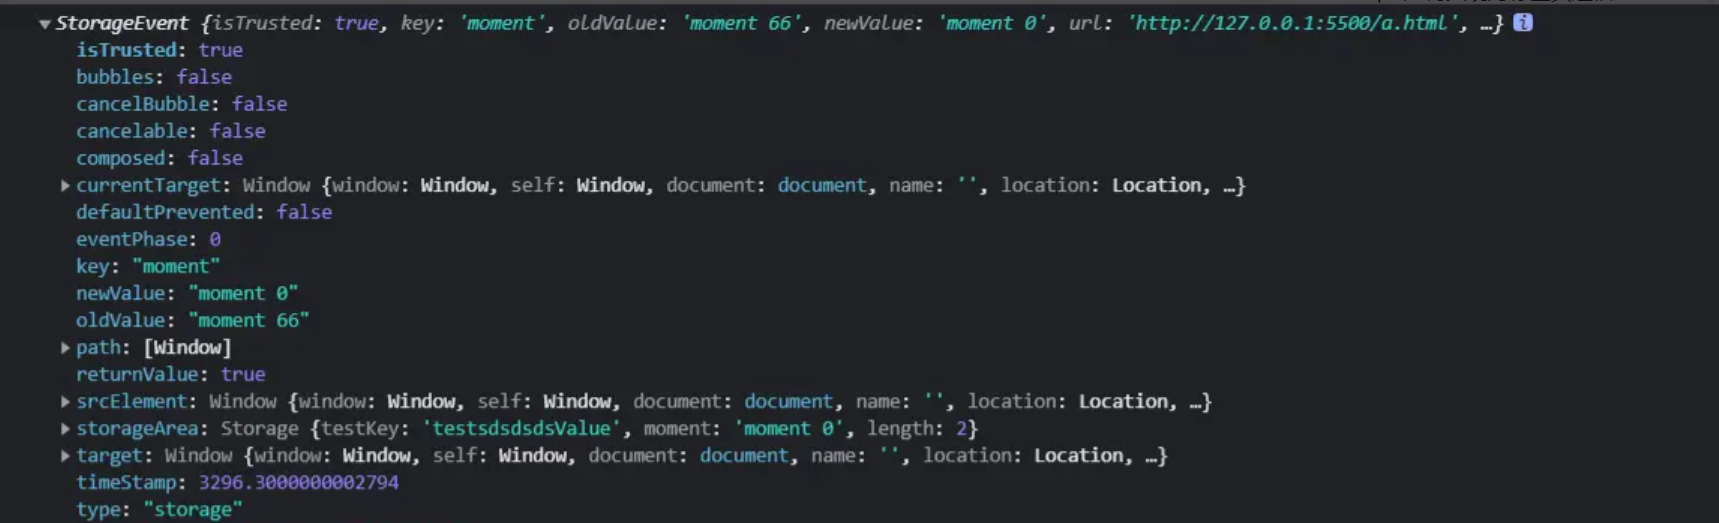 ▼StorageEvent {isTrusted: true, key: 'moment', oldValue: 'moment 66', newValue: 'moment 0', url: 'http://127.0.0.1:5500/a.html', …} i
isTrusted: true
bubbles: false
cancelBubble: false
cancelable: false
composed: false
▶currentTarget: Window {window: Window, self: Window, document: document, name: '', location: Location, …}
defaultPrevented: false
eventPhase: 0
key: "moment"
newValue: "moment 0"
oldValue: "moment 66"
▶path: [Window]
returnValue: true
▶srcElement: Window {window: Window, self: Window, document: document, name: '', location: Location, …}
▶storageArea: Storage {testKey: 'testsdsdsdsValue', moment: 'moment 0', length: 2}
▶target: Window {window: Window, self: Window, document: document, name: '', location: Location, …}
timeStamp: 3296.3000000002794
type: "storage"